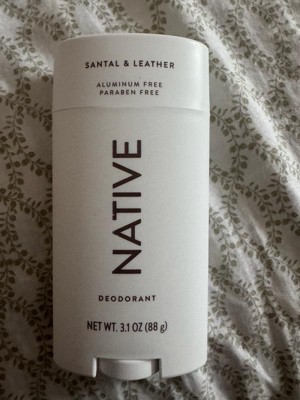 SANTAL & LEATHER
ALUMINUM FREE
PARABEN FREE
NATIVE
DEODORANT
NET WT. 3.1 OZ (88 g)